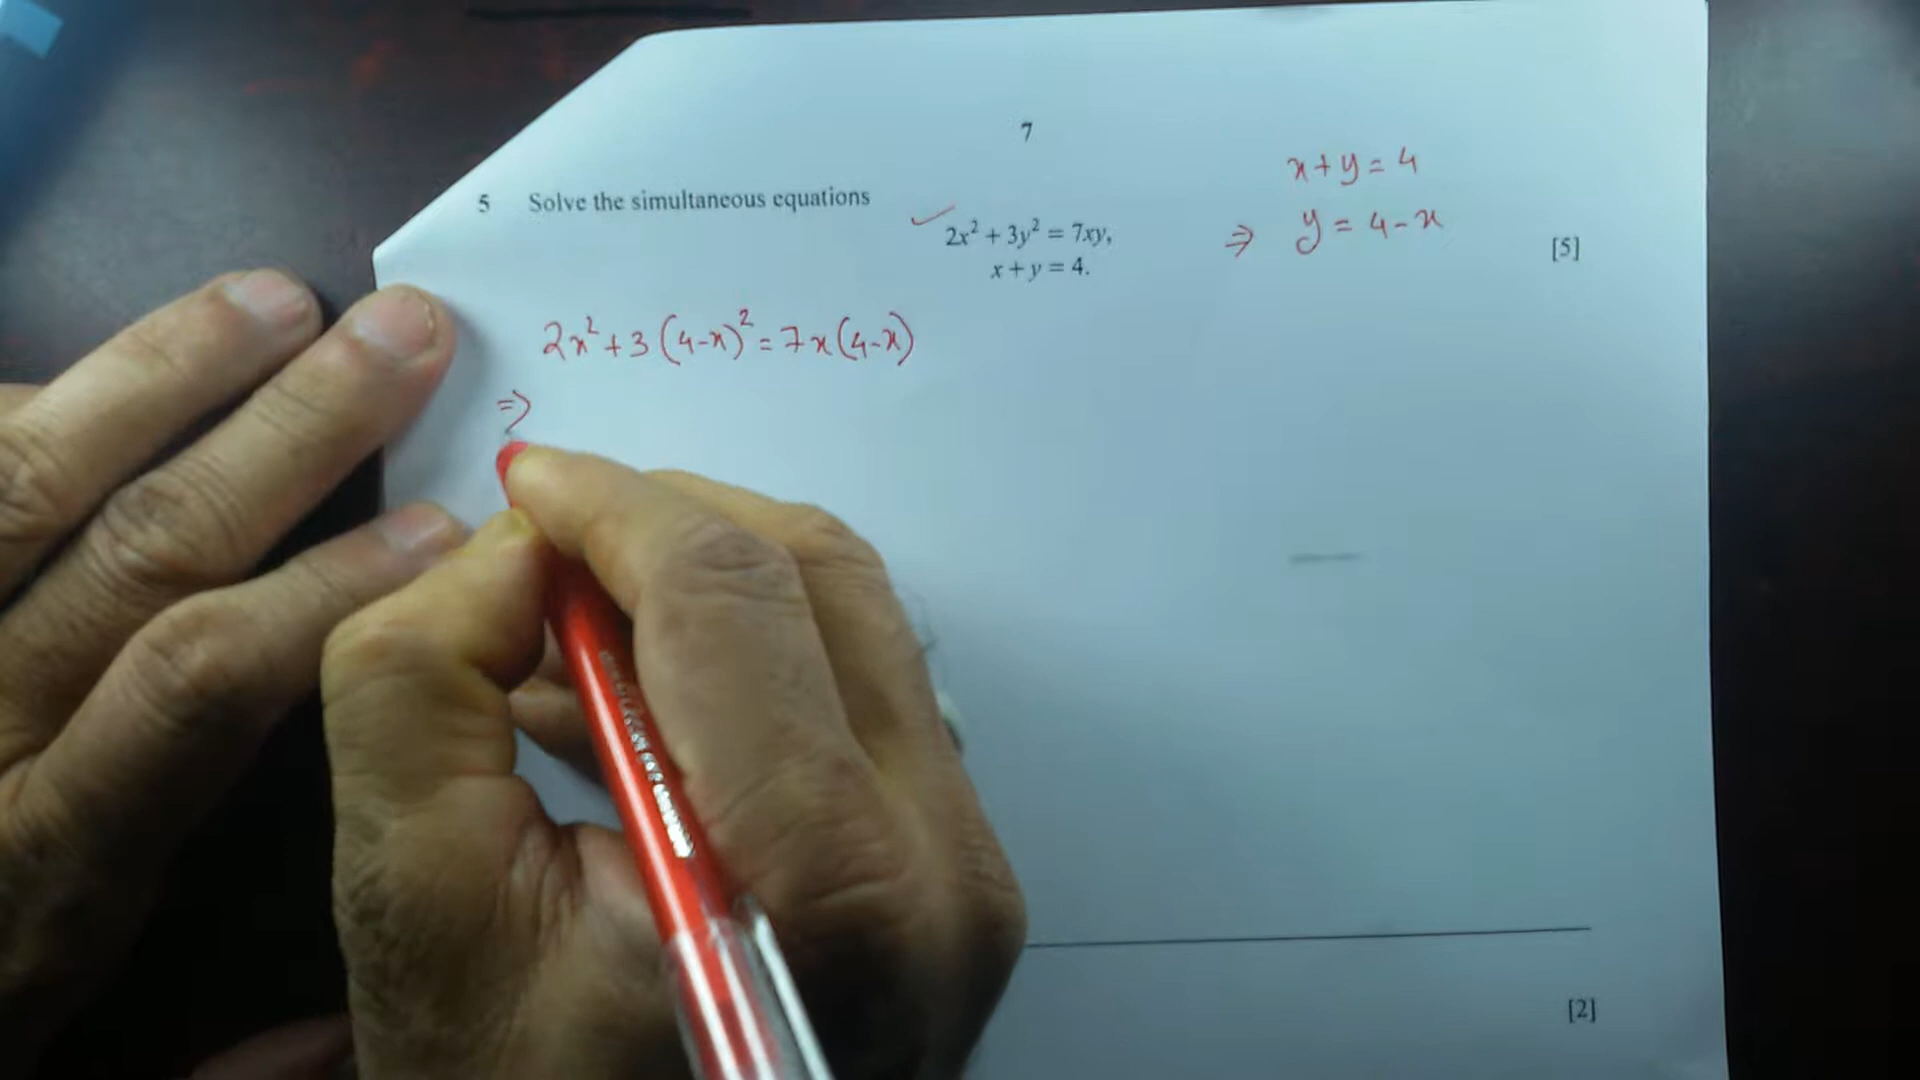 7
5 Solve the simultaneous equations
2x² + 3y² = 7xy,
x + y = 4.
[5]
x + y = 4
⇒ y = 4 - x
2x² + 3(4-x)² = 7x(4-x)
⇒
[2]